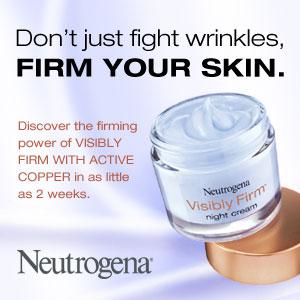 Don't just fight wrinkles,
FIRM YOUR SKIN.
Discover the firming
power of VISIBLY
FIRM WITH ACTIVE
COPPER in as little
as 2 weeks.
Neutrogena
Visibly Firm™
night cream
Neutrogena®